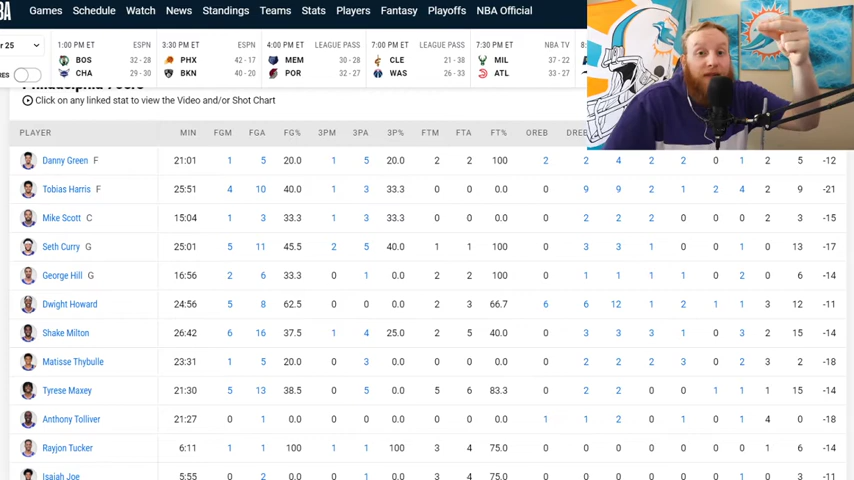 BA Games Schedule Watch News Standings Teams Stats Players Fantasy Playoffs NBA Official
r 25
RES
1:00 PM ET ESPN
BOS 32 - 28
CHA 29 - 30
3:30 PM ET ESPN
PHX 42 - 17
BKN 40 - 20
4:00 PM ET LEAGUE PASS
MEM 30 - 28
POR 32 - 27
7:00 PM ET LEAGUE PASS
CLE 21 - 38
WAS 26 - 33
7:30 PM ET NBA TV
MIL 37 - 22
ATL 33 - 27
8:
Philadelphia 76ers
Click on any linked stat to view the Video and/or Shot Chart
PLAYER MIN FGM FGA FG% 3PM 3PA 3P% FTM FTA FT% OREB DREB
Danny Green F 21:01 1 5 20.0 1 5 20.0 2 2 100 2 2 4 2 2 0 1 2 5 -12
Tobias Harris F 25:51 4 10 40.0 1 3 33.3 0 0 0.0 0 9 9 2 1 2 4 2 9 -21
Mike Scott C 15:04 1 3 33.3 1 3 33.3 0 0 0.0 0 2 2 2 0 0 0 2 3 -15
Seth Curry G 25:01 5 11 45.5 2 5 40.0 1 1 100 0 3 3 1 0 0 2 0 13 -17
George Hill G 16:56 2 6 33.3 0 1 0.0 2 2 100 0 1 1 1 1 0 2 0 6 -14
Dwight Howard 24:56 5 8 62.5 0 0 0.0 2 3 66.7 6 6 12 1 2 1 1 3 12 -11
Shake Milton 26:42 6 16 37.5 1 4 25.0 2 5 40.0 0 3 3 3 1 0 3 2 15 -14
Matisse Thybulle 23:31 1 5 20.0 0 3 0.0 0 0 0.0 0 2 2 2 3 0 2 3 2 -18
Tyrese Maxey 21:30 5 13 38.5 0 5 0.0 5 6 83.3 0 2 2 0 0 1 1 1 15 -14
Anthony Tolliver 21:27 0 1 0.0 0 0 0.0 0 0 0.0 1 1 2 0 1 0 1 4 0 -18
Rayjon Tucker 6:11 1 1 100 1 1 100 3 4 75.0 0 0 0 0 0 0 0 1 6 -14
Isaiah Joe 5:55 0 2 0.0 0 1 0.0 3 4 75.0 0 0 0 0 0 0 1 0 3 -11